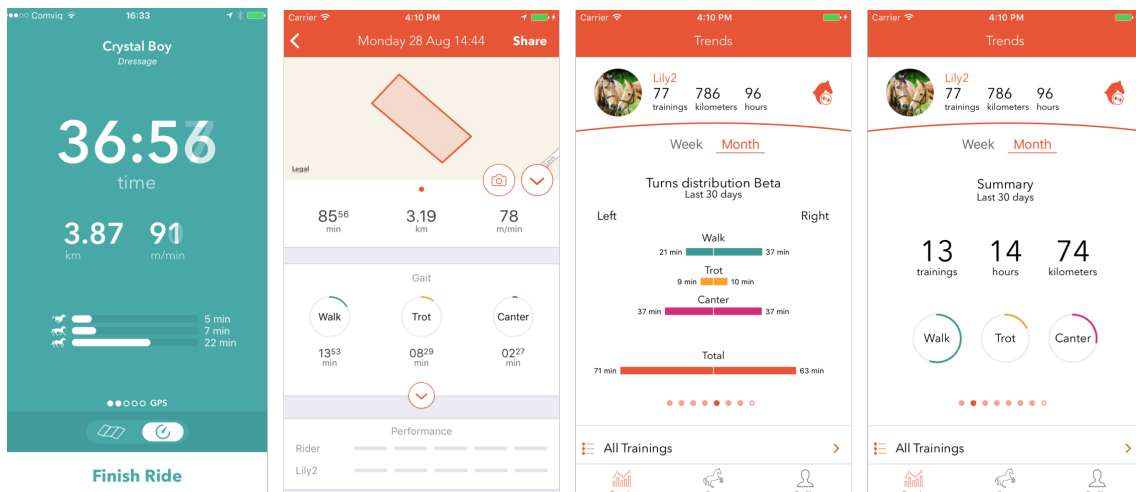 Comviq 16:33
Crystal Boy
Dressage
36:56
time
3.87
km
91
m/min
5 min
7 min
22 min
GPS
Finish Ride
Carrier 4:10 PM
Monday 28 Aug 14:44 Share
Legal
85 56 3.19 78
min km m/min
Gait
Walk Trot Canter
13 53 08 29 02 27
min min min
Performance
Rider
Lily2
Carrier 4:10 PM
Trends
Lily2
77 786 96
trainings kilometers hours
Week Month
Turns distribution Beta
Last 30 days
Left Right
Walk
21 min 37 min
Trot
9 min 10 min
Canter
37 min 37 min
Total
71 min 63 min
All Trainings
Carrier 4:10 PM
Trends
Lily2
77 786 96
trainings kilometers hours
Week Month
Summary
Last 30 days
13 14 74
trainings hours kilometers
Walk Trot Canter
All Trainings